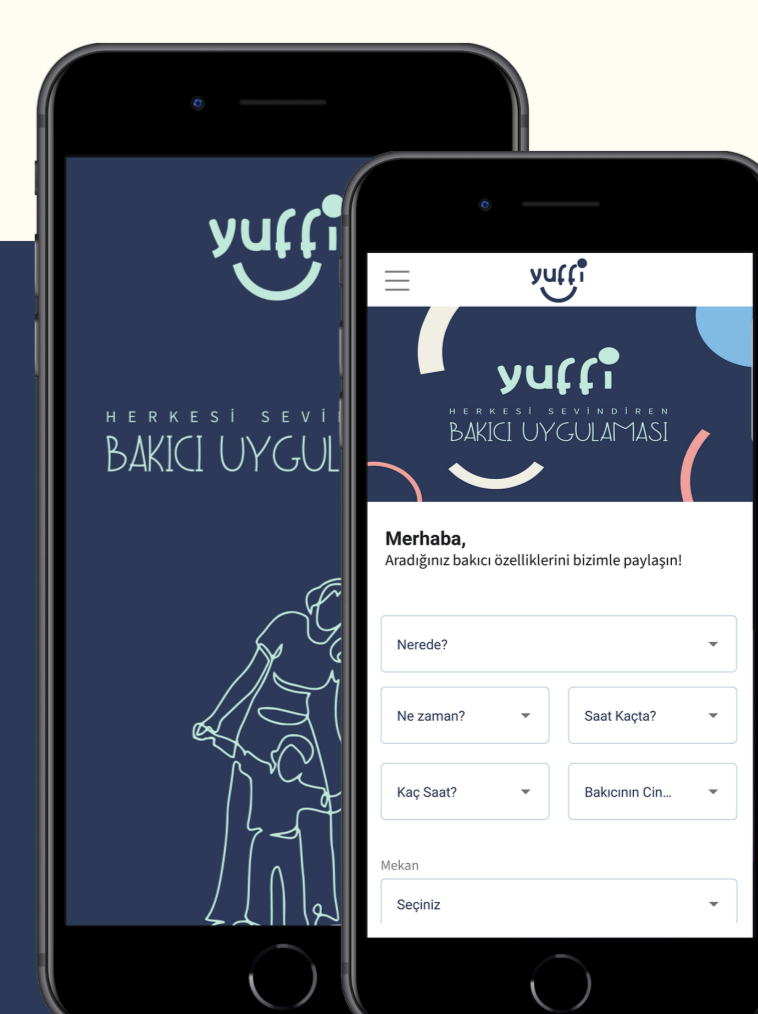 yuffi
HERKESİ SEVİN
BAKICI UYGUL
yuffi
yuffi
HERKESİ SEVİNDİREN
BAKICI UYGULAMASI
Merhaba,
Aradığınız bakıcı özelliklerini bizimle paylaşın!
Nerede?
Ne zaman?
Saat Kaçta?
Kaç Saat?
Bakıcının Cin...
Mekan
Seçiniz